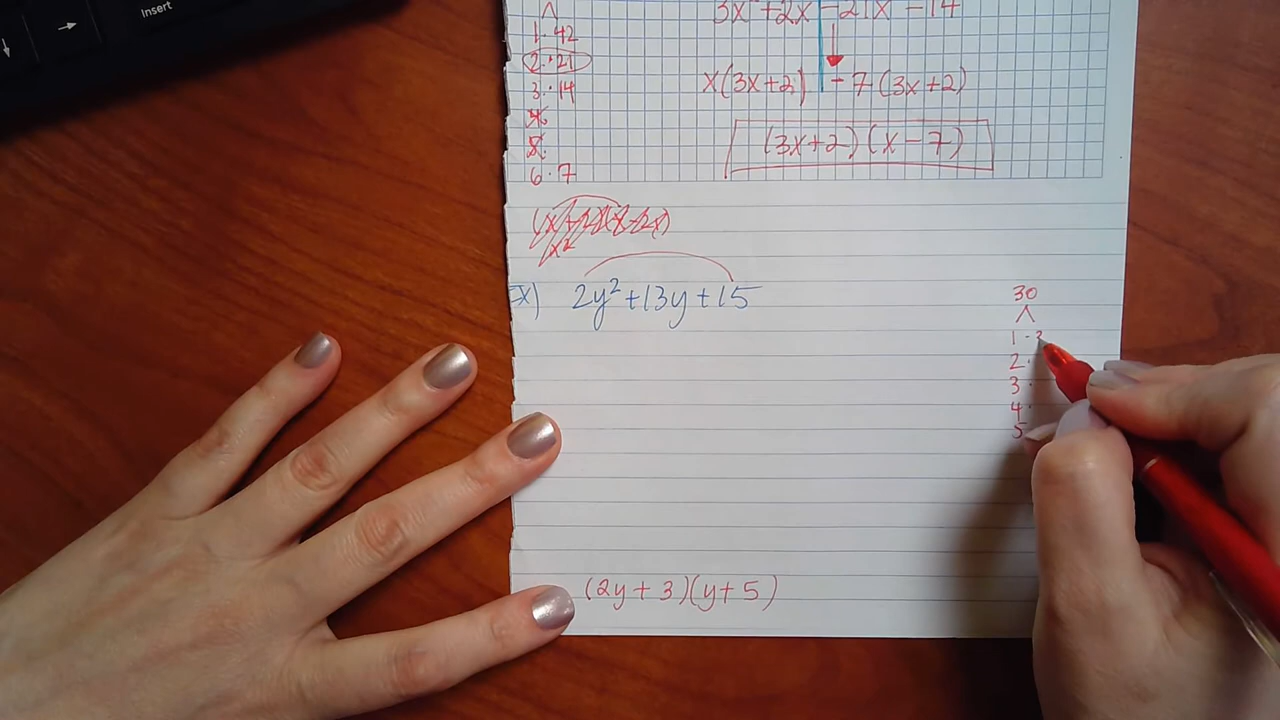 Insert
3x²+2x-21x-14
1·42
2·21
3·14
x(3x+2) -7(3x+2)
(3x+2)(x-7)
6·7
2y²+13y+15
30
1·3
2·
3·
4·
5
(2y+3)(y+5)